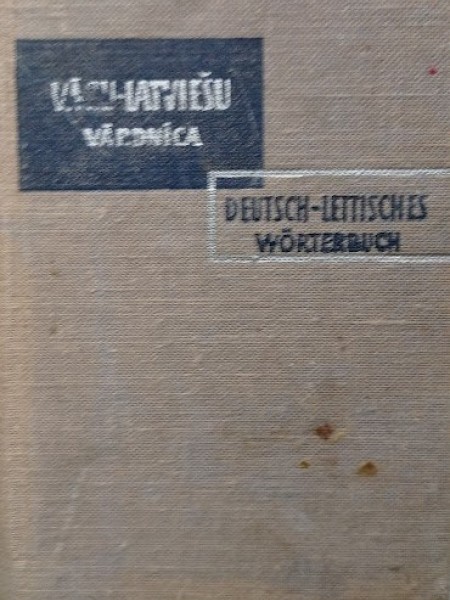 VĀCU-LATVIEŠU
VĀRDNĪCA
DEUTSCH-LETTISCHES
WÖRTERBUCH